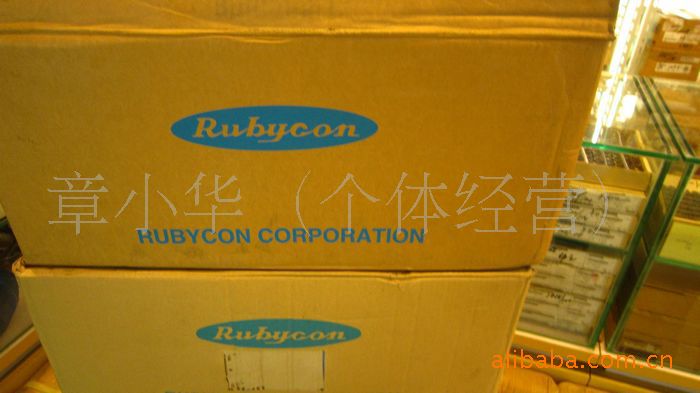 Rubycon
章小华 (个体经营)
RUBYCON CORPORATION
Rubycon
alibaba.com.cn